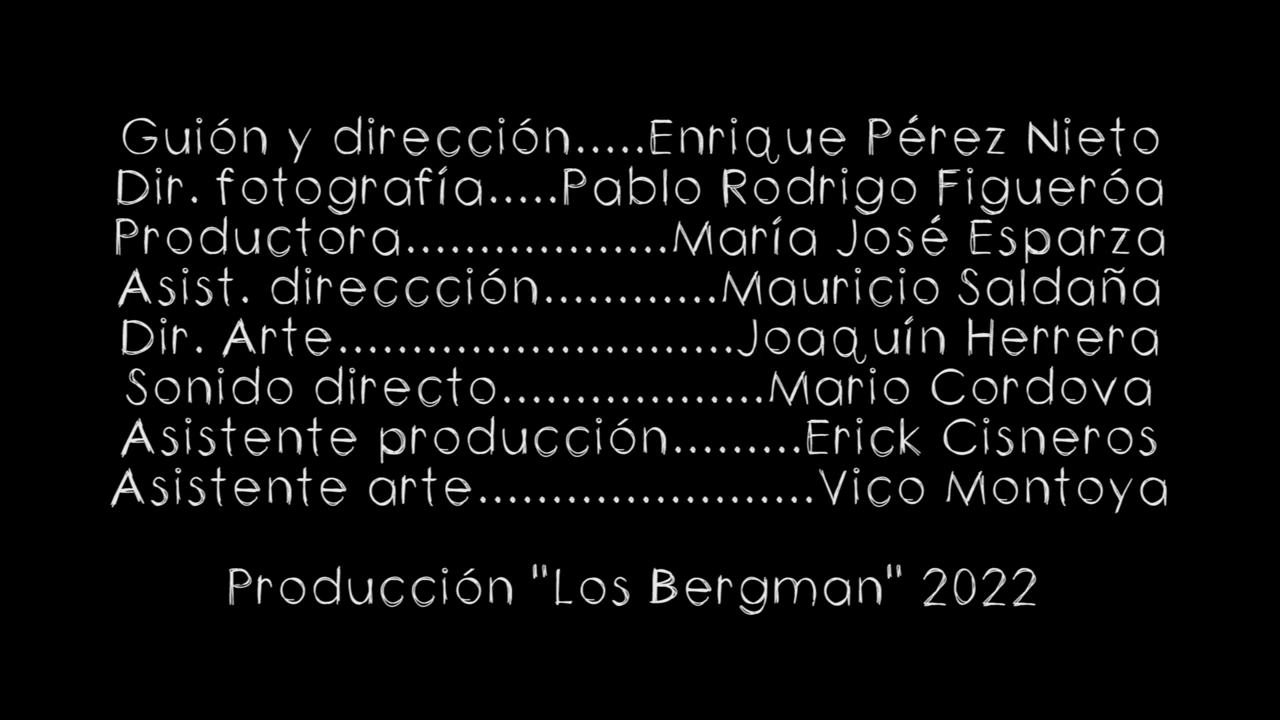 Guión y dirección.....Enrique Pérez Nieto
Dir. fotografía.....Pablo Rodrigo Figueróa
Productora..................María José Esparza
Asist. direccción............Mauricio Saldaña
Dir. Arte...........................Joaquín Herrera
Sonido directo..................Mario Cordova
Asistente producción.........Erick Cisneros
Asistente arte.......................Vico Montoya
Producción "Los Bergman" 2022